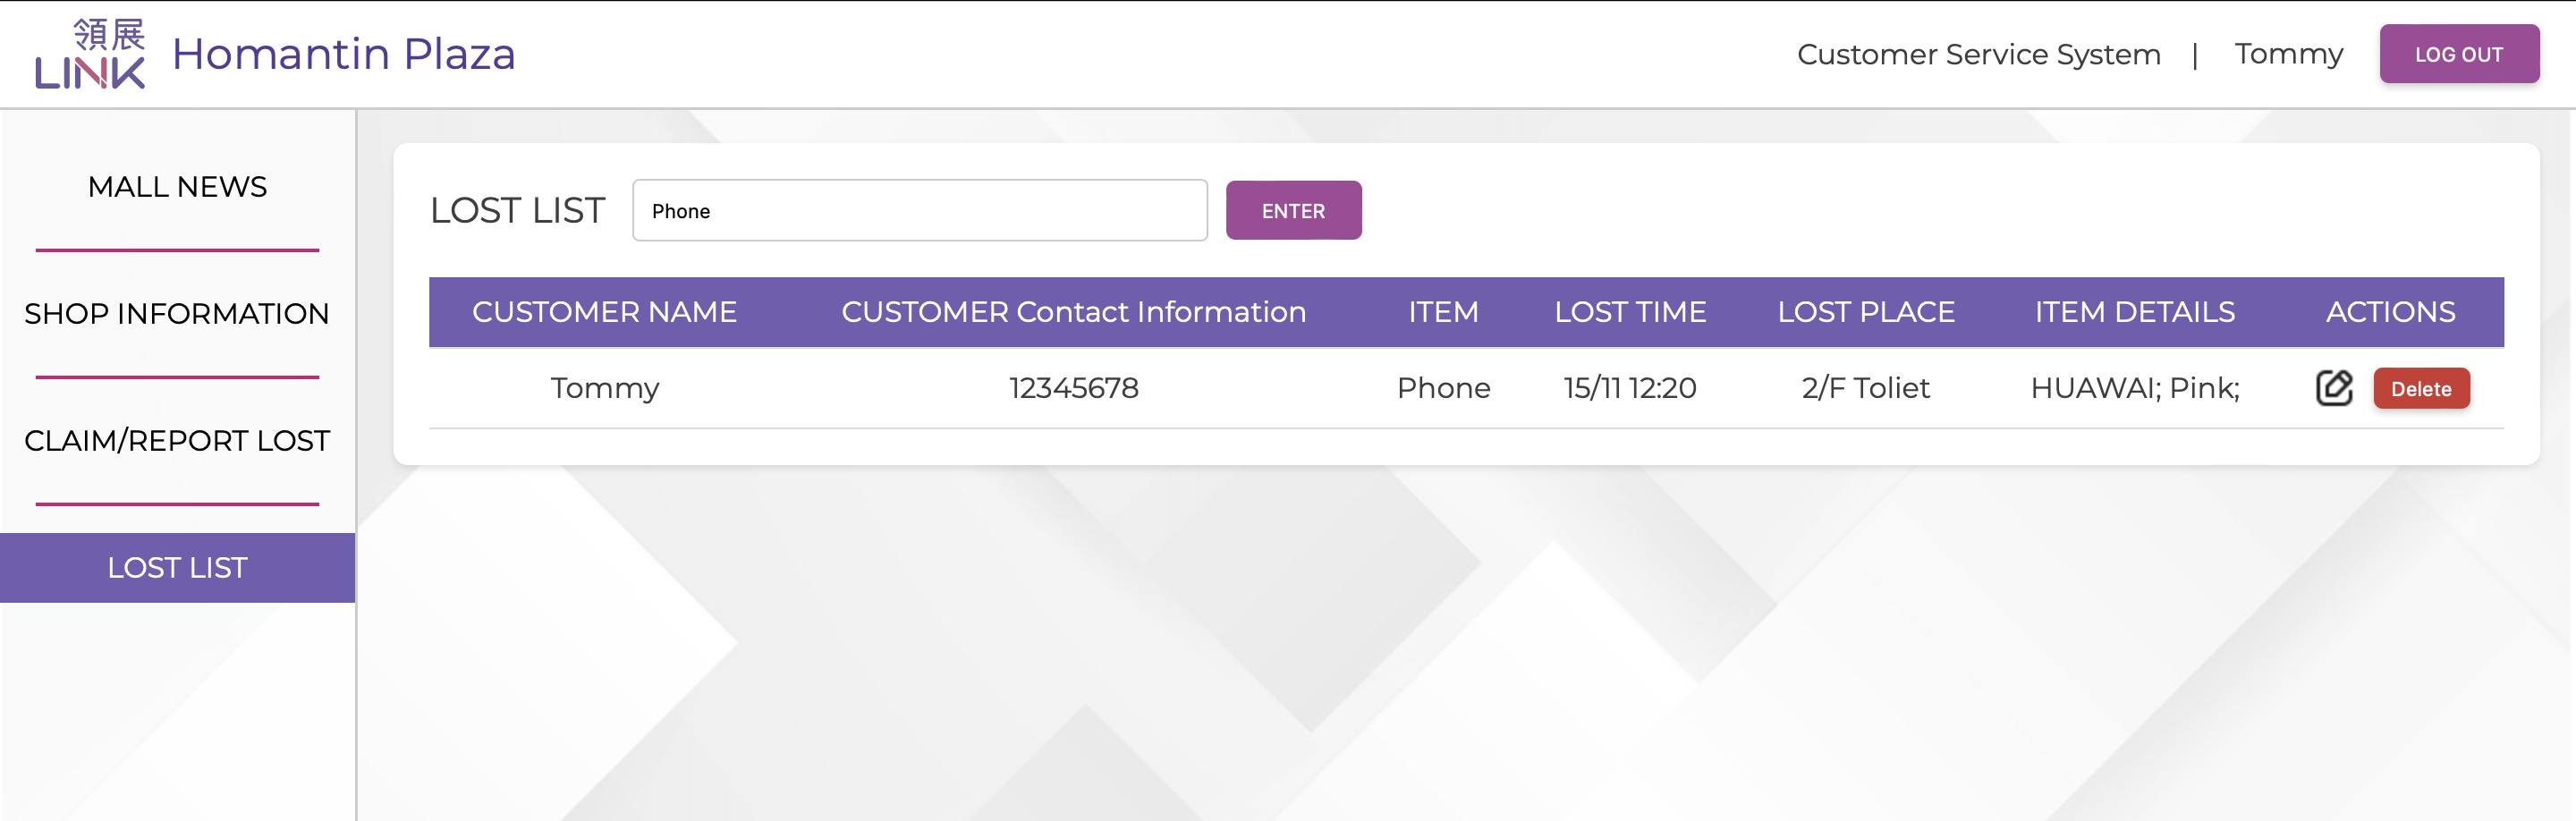 領展
LINK
Homantin Plaza
Customer Service System | Tommy
LOG OUT
MALL NEWS
SHOP INFORMATION
CLAIM/REPORT LOST
LOST LIST
LOST LIST Phone ENTER
CUSTOMER NAME CUSTOMER Contact Information ITEM LOST TIME LOST PLACE ITEM DETAILS ACTIONS
Tommy 12345678 Phone 15/11 12:20 2/F Toliet HUAWAI; Pink; Delete